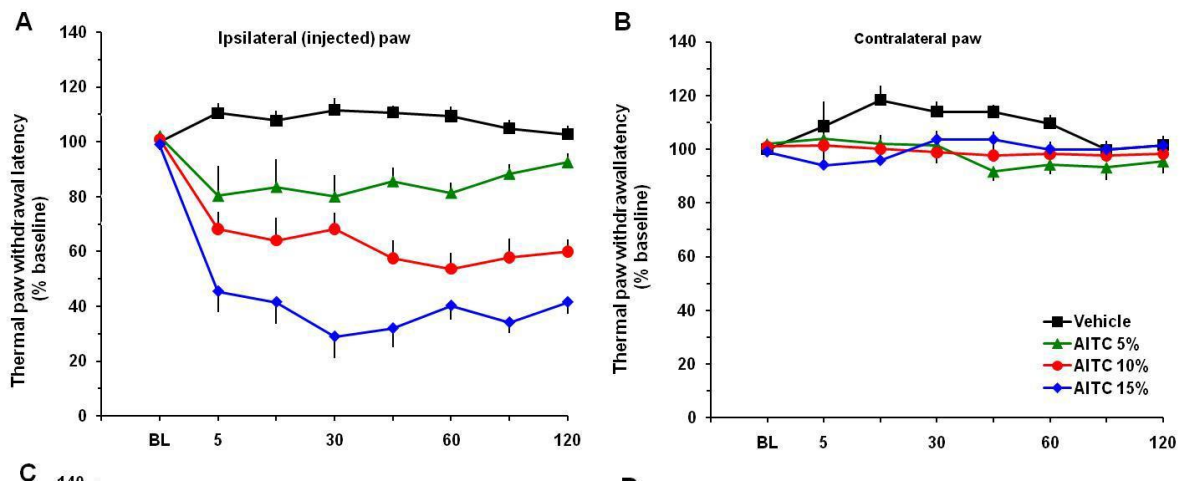 A
Ipsilateral (injected) paw
140
120
100
80
60
40
20
0
Thermal paw withdrawal latency
(% baseline)
BL 5 30 60 120
B
Contralateral paw
140
120
100
80
60
40
20
0
Thermal paw withdrawal latency
(% baseline)
Vehicle
AITC 5%
AITC 10%
AITC 15%
BL 5 30 60 120
C
140